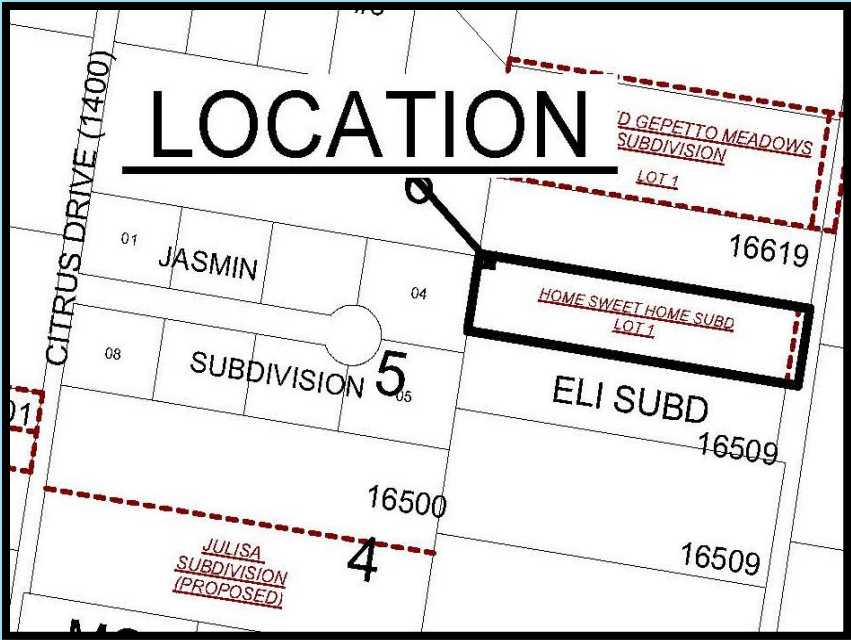 CITRUS DRIVE (1400)
LOCATION
D GEPETTO MEADOWS
SUBDIVISION
LOT 1
16619
01
JASMIN
04
HOME SWEET HOME SUBD
LOT 1
08
SUBDIVISION
5
05
ELI SUBD
16509
01
16500
4
16509
JULISA
SUBDIVISION
(PROPOSED)